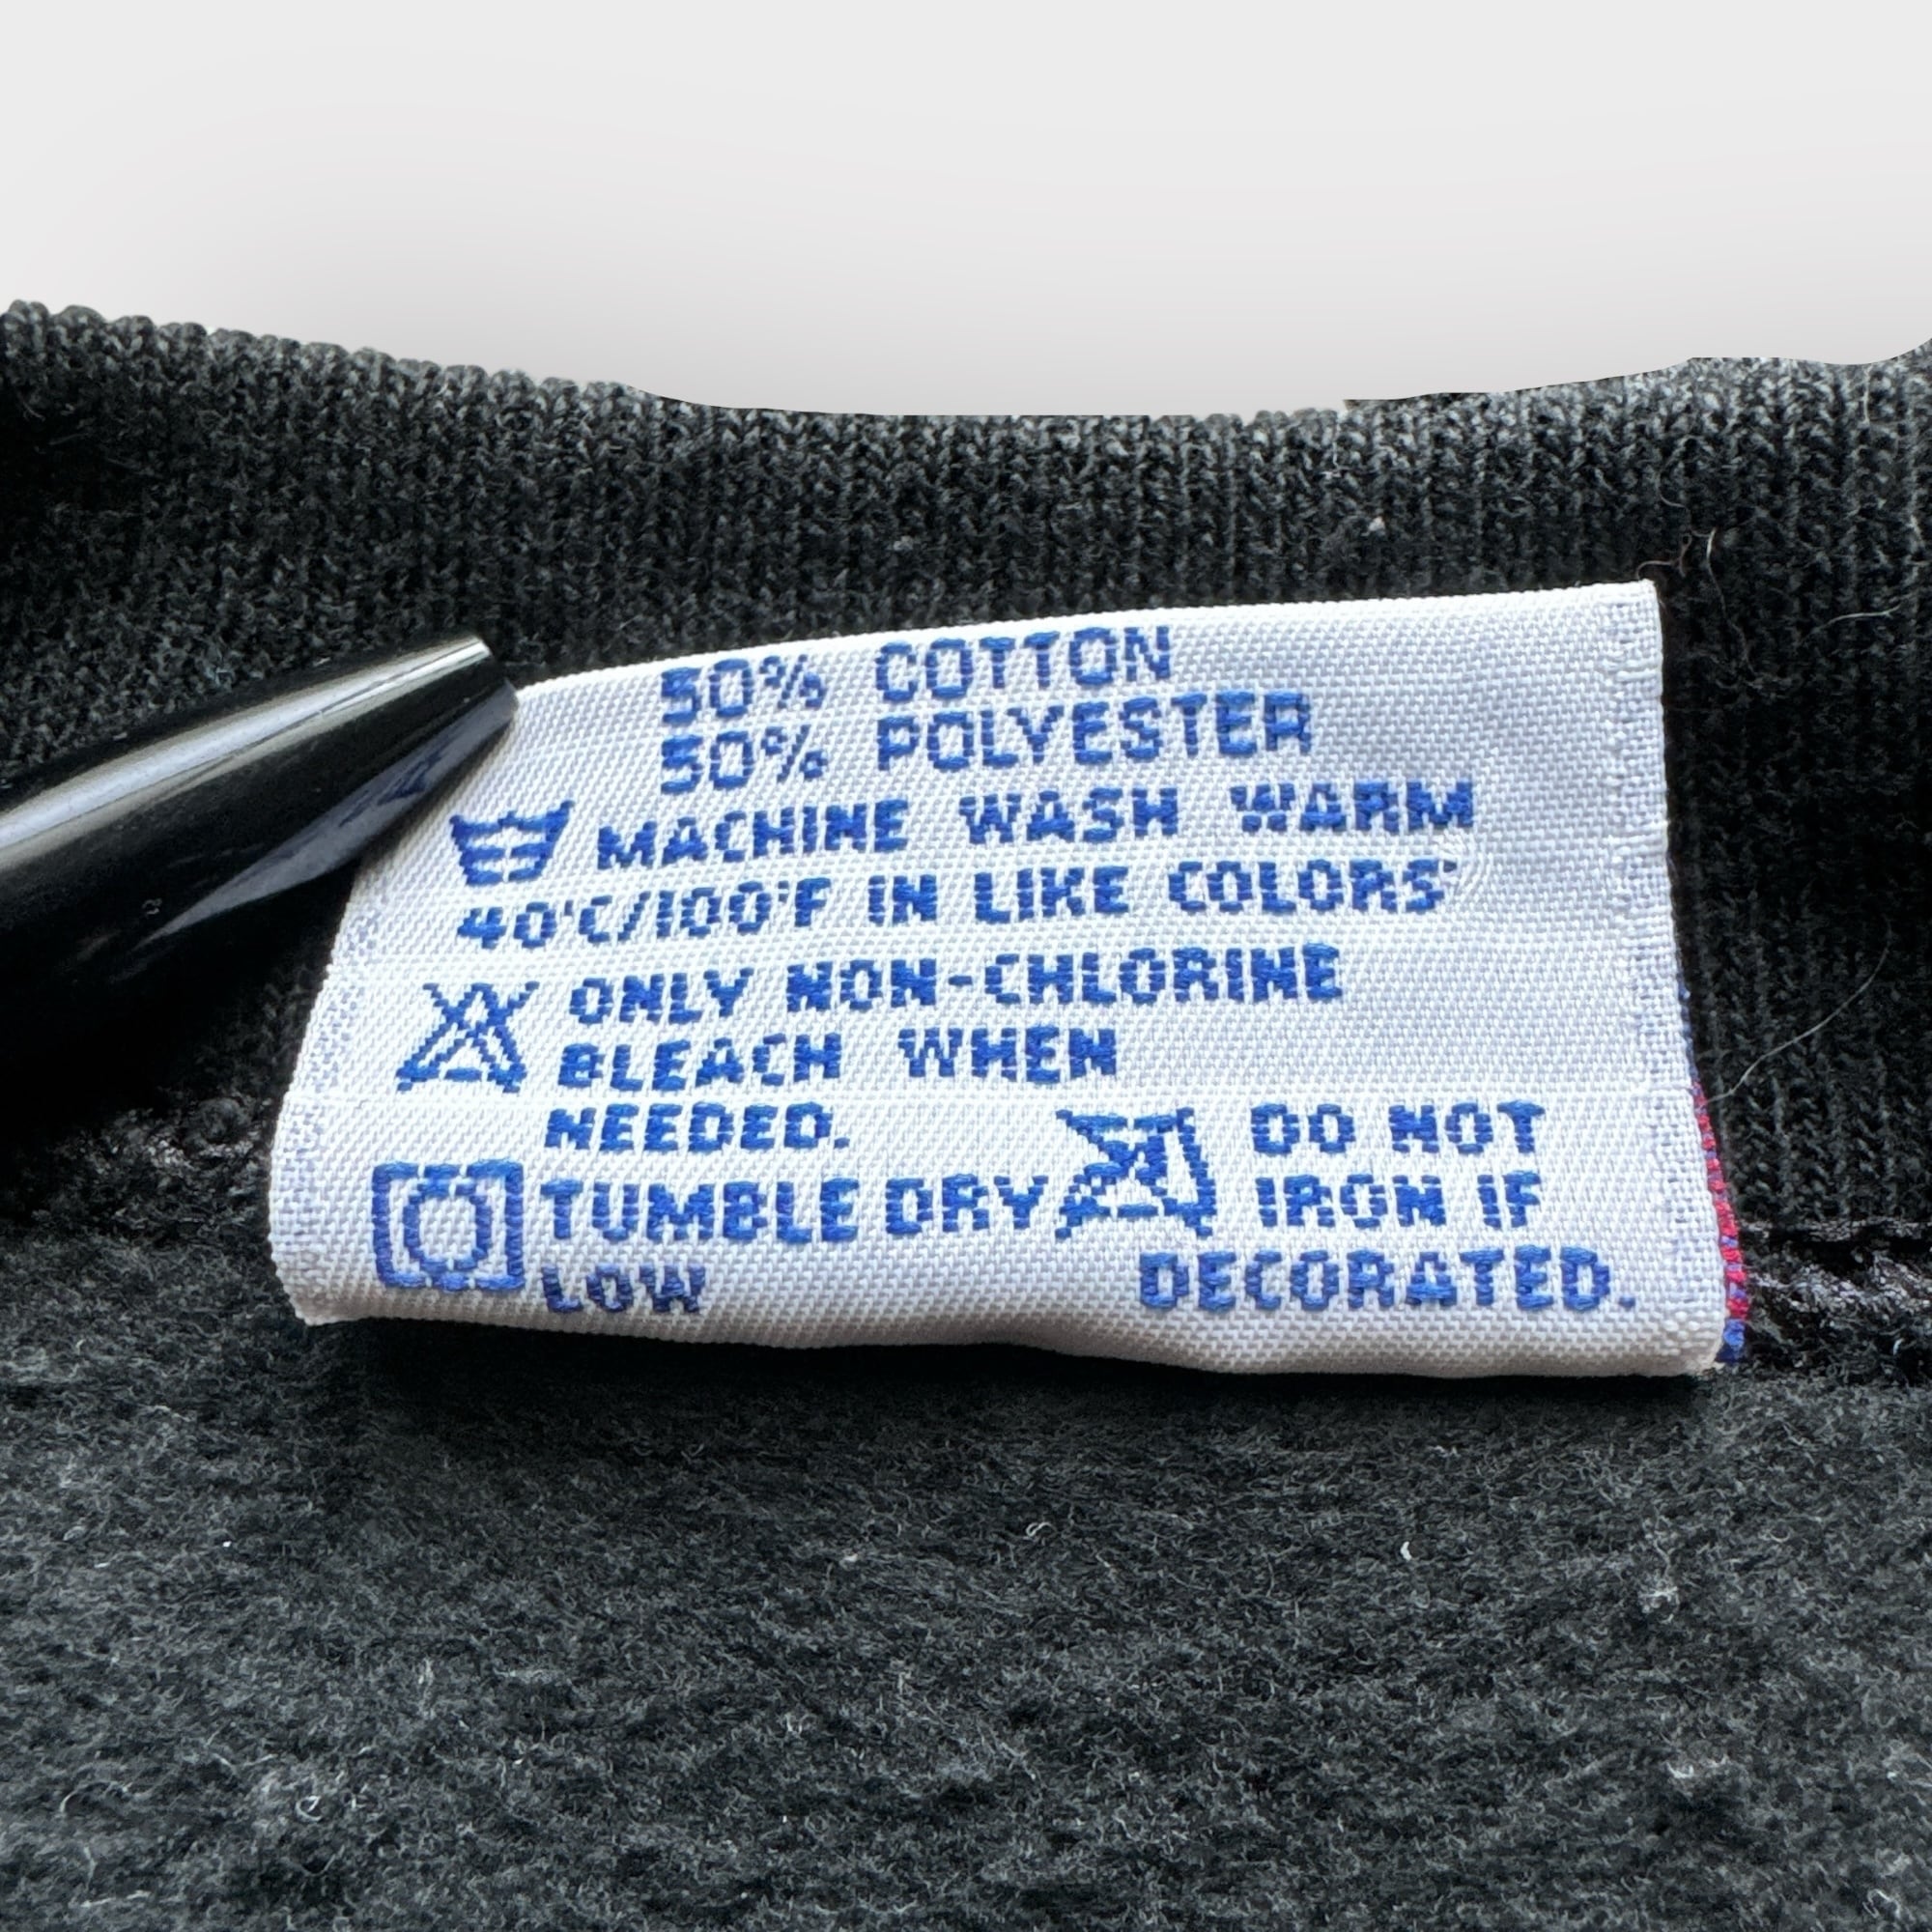 50% COTTON
50% POLYESTER
MACHINE WASH WARM
40°C/100°F IN LIKE COLORS
ONLY NON-CHLORINE
BLEACH WHEN
NEEDED.
TUMBLE DRY
LOW
DO NOT
IRON IF
DECORATED.